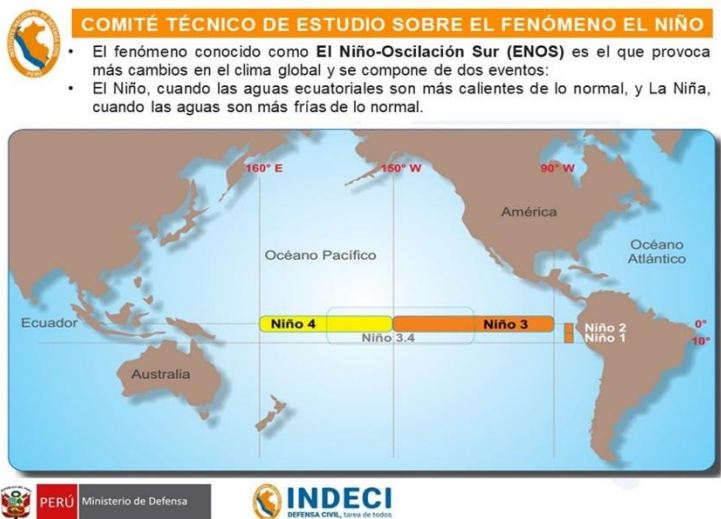 COMITÉ TÉCNICO DE ESTUDIO SOBRE EL FENÓMENO EL NIÑO
• El fenómeno conocido como El Niño-Oscilación Sur (ENOS) es el que provoca
más cambios en el clima global y se compone de dos eventos:
• El Niño, cuando las aguas ecuatoriales son más calientes de lo normal, y La Niña,
cuando las aguas son más frías de lo normal.
160° E
150° W
90° W
América
Océano Pacífico
Océano
Atlántico
Ecuador
Niño 4
Niño 3
Niño 3.4
Niño 2
Niño 1
0°
10°
Australia
PERÚ
Ministerio de Defensa
INDECI
DEFENSA CIVIL, tarea de todos